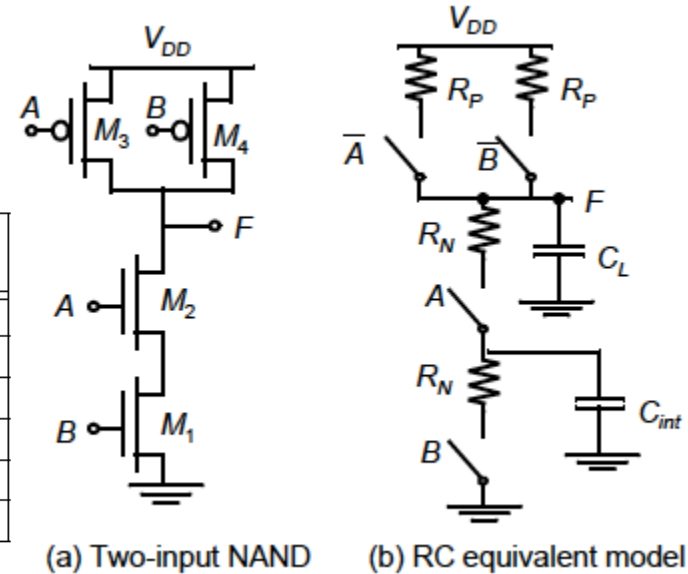 V_DD
A
M_3
B
M_4
F
A
M_2
B
M_1
(a) Two-input NAND
V_DD
R_P
R_P
A̅
B̅
F
R_N
C_L
A
R_N
C_int
B
(b) RC equivalent model